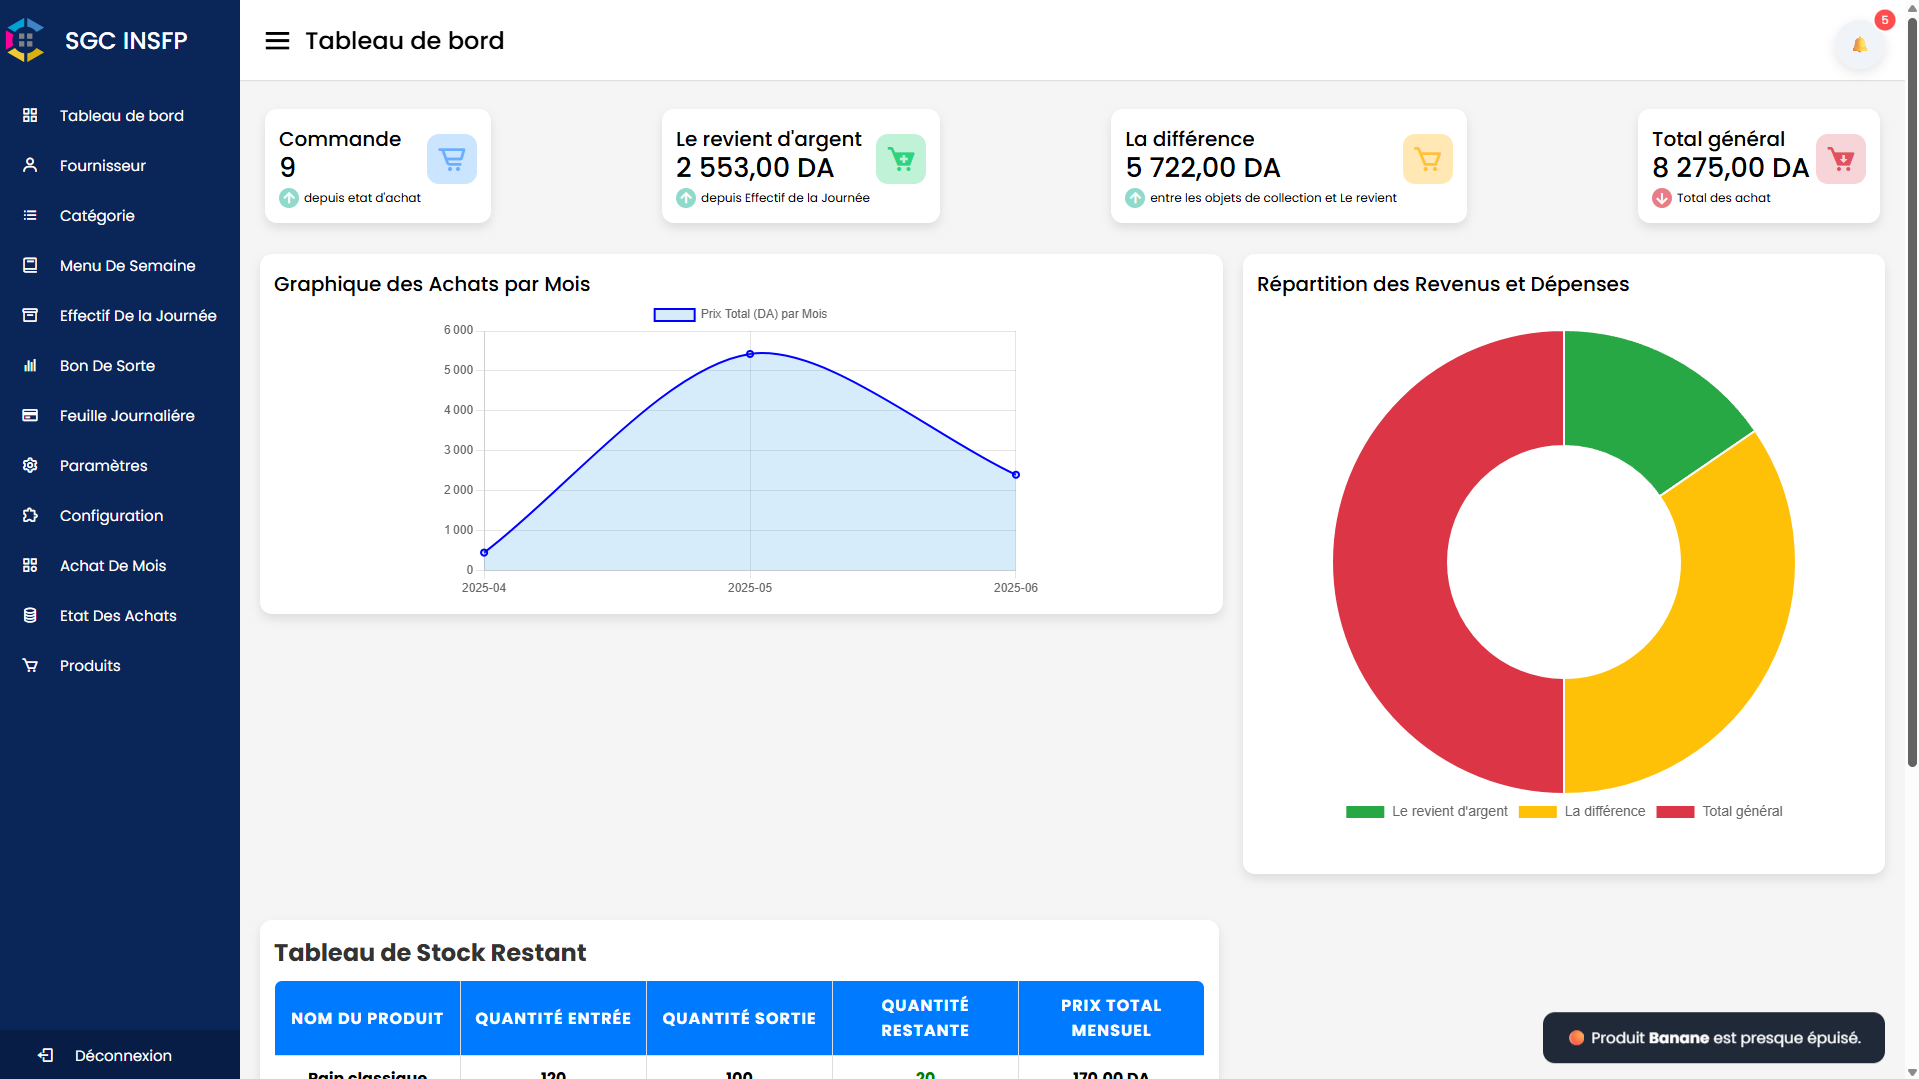 SGC INSFP
Tableau de bord
Fournisseur
Catégorie
Menu De Semaine
Effectif De la Journée
Bon De Sorte
Feuille Journaliére
Paramètres
Configuration
Achat De Mois
Etat Des Achats
Produits
Déconnexion
Tableau de bord
5
Commande
9
depuis etat d'achat
Le revient d'argent
2 553,00 DA
depuis Effectif de la Journée
La différence
5 722,00 DA
entre les objets de collection et Le revient
Total général
8 275,00 DA
Total des achat
Graphique des Achats par Mois
Prix Total (DA) par Mois
6 000
5 000
4 000
3 000
2 000
1 000
0
2025-04 2025-05 2025-06
Répartition des Revenus et Dépenses
Le revient d'argent La différence Total général
Tableau de Stock Restant
NOM DU PRODUIT QUANTITÉ ENTRÉE QUANTITÉ SORTIE QUANTITÉ RESTANTE PRIX TOTAL MENSUEL
Pain classique 120 100 20 170,00 DA
Produit Banane est presque épuisé.